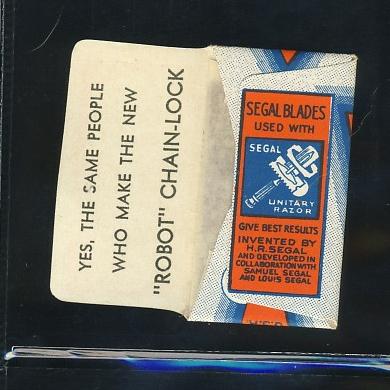 YES, THE SAME PEOPLE
WHO MAKE THE NEW
"ROBOT" CHAIN-LOCK
SEGAL BLADES
USED WITH
SEGAL
UNITARY
RAZOR
GIVE BEST RESULTS
INVENTED BY
H.R. SEGAL
AND DEVELOPED IN
COLLABORATION WITH
SAMUEL SEGAL
AND LOUIS SEGAL